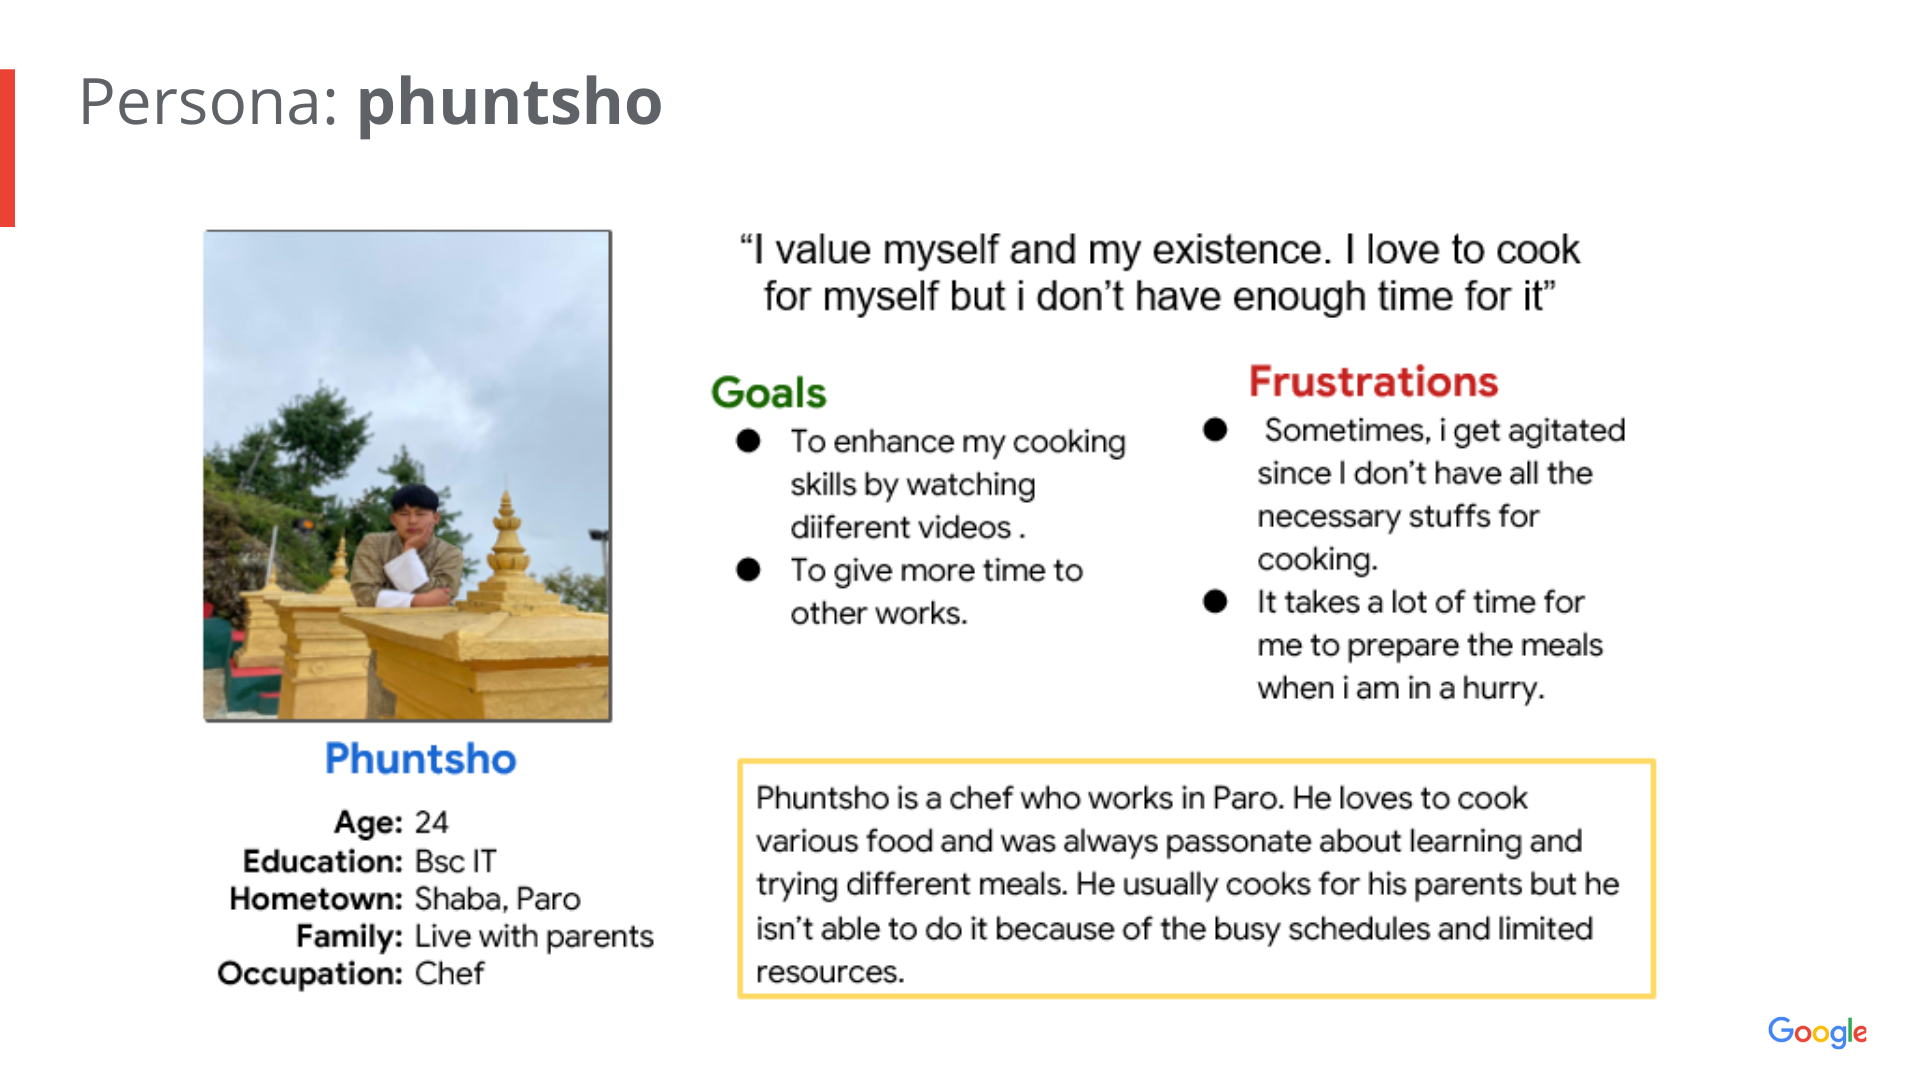 Persona: phuntsho
“I value myself and my existence. I love to cook
for myself but i don’t have enough time for it”
Goals
● To enhance my cooking
skills by watching
diiferent videos .
● To give more time to
other works.
Frustrations
● Sometimes, i get agitated
since I don’t have all the
necessary stuffs for
cooking.
● It takes a lot of time for
me to prepare the meals
when i am in a hurry.
Phuntsho
Age: 24
Education: Bsc IT
Hometown: Shaba, Paro
Family: Live with parents
Occupation: Chef
Phuntsho is a chef who works in Paro. He loves to cook
various food and was always passonate about learning and
trying different meals. He usually cooks for his parents but he
isn’t able to do it because of the busy schedules and limited
resources.
Google